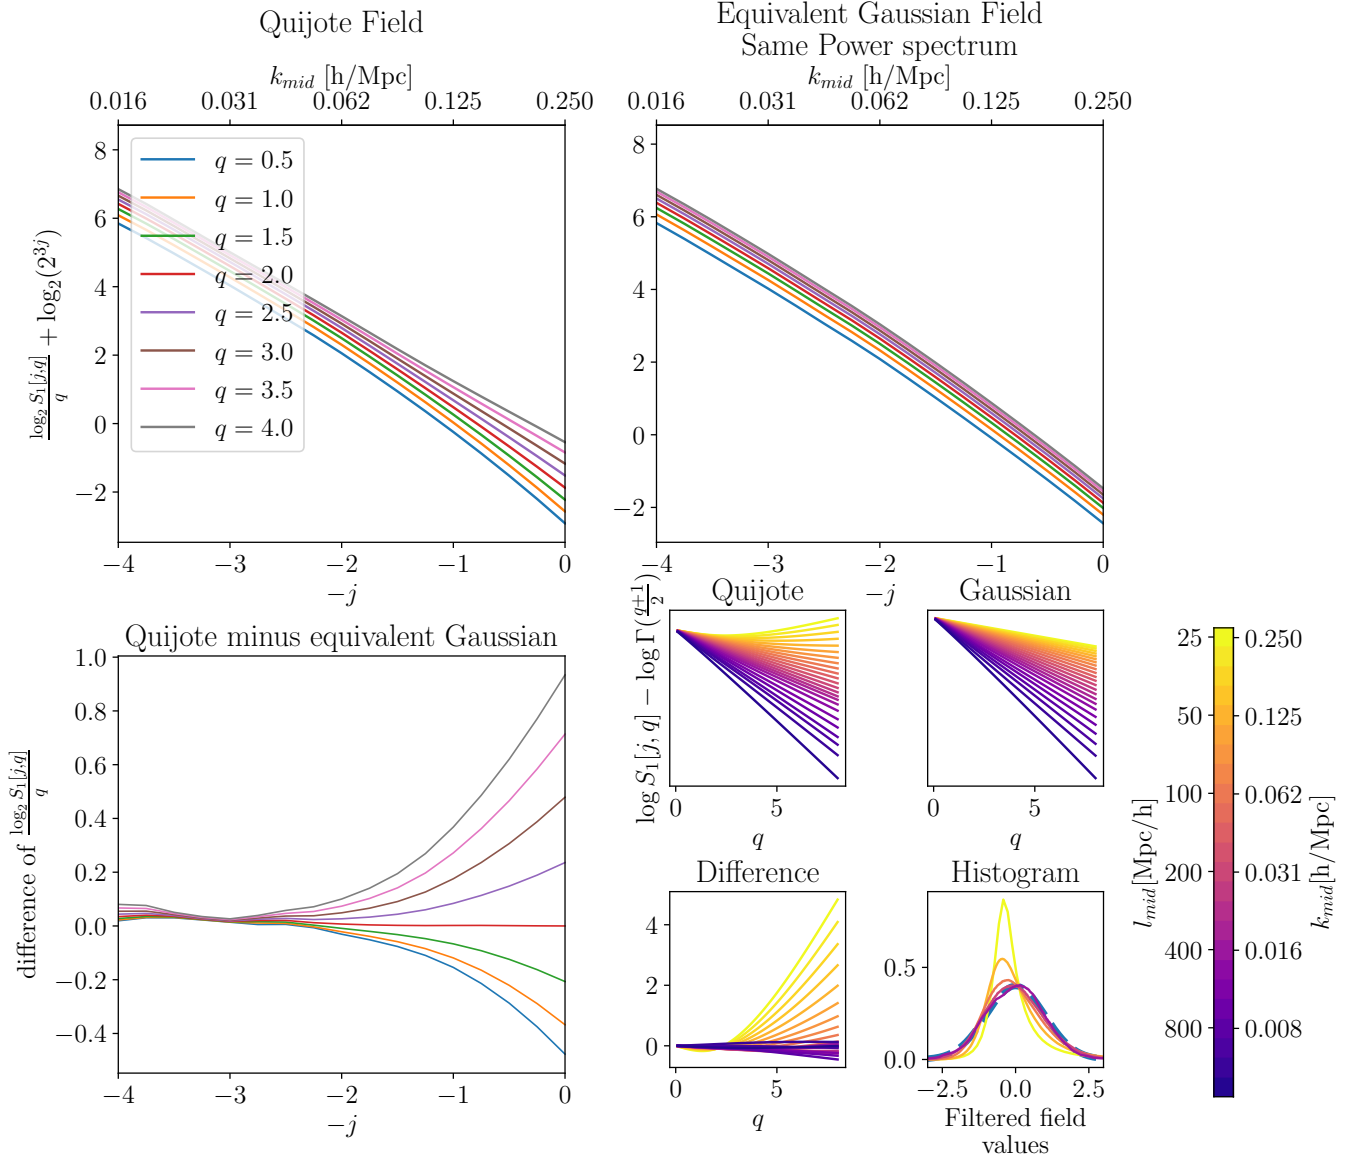 Quijote Field
k_mid [h/Mpc]
0.016 0.031 0.062 0.125 0.250
8
6
4
2
0
−2
log₂ S₁[j,q] / q + log₂(2^{3j})
q = 0.5
q = 1.0
q = 1.5
q = 2.0
q = 2.5
q = 3.0
q = 3.5
q = 4.0
−4 −3 −2 −1 0
−j
Equivalent Gaussian Field
Same Power spectrum
k_mid [h/Mpc]
0.016 0.031 0.062 0.125 0.250
8
6
4
2
0
−2
−4 −3 −2 −1 0
−j
Quijote minus equivalent Gaussian
1.0
0.8
0.6
0.4
0.2
0.0
−0.2
−0.4
difference of log₂ S₁[j,q] / q
−4 −3 −2 −1 0
−j
Quijote
log S₁[j, q] − log Γ((q+1)/2)
0 5
q
Gaussian
0 5
q
Difference
4
2
0
0 5
q
Histogram
0.5
0.0
−2.5 0.0 2.5
Filtered field
values
l_mid[Mpc/h]
25
50
100
200
400
800
0.250
0.125
0.062
0.031
0.016
0.008
k_mid[h/Mpc]